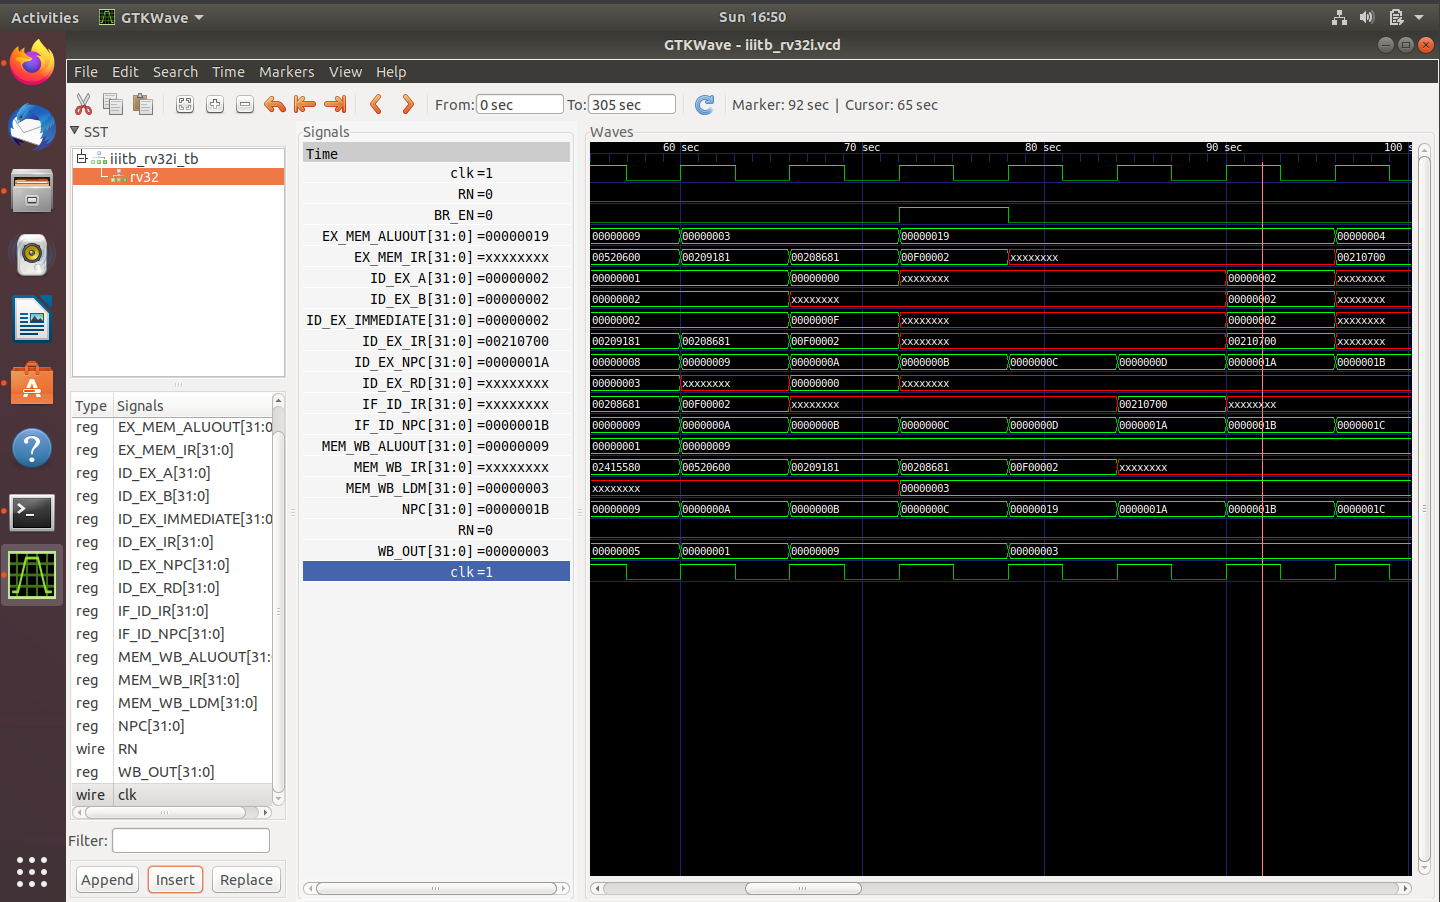 Activities GTKWave Sun 16:50
GTKWave - iiitb_rv32i.vcd
File Edit Search Time Markers View Help
From: 0 sec To: 305 sec Marker: 92 sec | Cursor: 65 sec
SST
iiitb_rv32i_tb
rv32
Type Signals
reg EX_MEM_ALUOUT[31:0
reg EX_MEM_IR[31:0]
reg ID_EX_A[31:0]
reg ID_EX_B[31:0]
reg ID_EX_IMMEDIATE[31:0
reg ID_EX_IR[31:0]
reg ID_EX_NPC[31:0]
reg ID_EX_RD[31:0]
reg IF_ID_IR[31:0]
reg IF_ID_NPC[31:0]
reg MEM_WB_ALUOUT[31:
reg MEM_WB_IR[31:0]
reg MEM_WB_LDM[31:0]
reg NPC[31:0]
wire RN
reg WB_OUT[31:0]
wire clk
Filter:
Append Insert Replace
Signals
Time
clk =1
RN =0
BR_EN =0
EX_MEM_ALUOUT[31:0] =00000019
EX_MEM_IR[31:0] =xxxxxxxx
ID_EX_A[31:0] =00000002
ID_EX_B[31:0] =00000002
ID_EX_IMMEDIATE[31:0] =00000002
ID_EX_IR[31:0] =00210700
ID_EX_NPC[31:0] =0000001A
ID_EX_RD[31:0] =xxxxxxxx
IF_ID_IR[31:0] =xxxxxxxx
IF_ID_NPC[31:0] =0000001B
MEM_WB_ALUOUT[31:0] =00000009
MEM_WB_IR[31:0] =xxxxxxxx
MEM_WB_LDM[31:0] =00000003
NPC[31:0] =0000001B
RN =0
WB_OUT[31:0] =00000003
clk =1
Waves
60 sec 70 sec 80 sec 90 sec 100 s
00000009 00000003 00000019 00000004
00520600 00209181 00208681 00F00002 xxxxxxxx 00210700
00000001 00000000 xxxxxxxx 00000002 xxxxxxxx
00000002 xxxxxxxx 00000002 xxxxxxxx
00000002 0000000F xxxxxxxx 00000002 xxxxxxxx
00209181 00208681 00F00002 xxxxxxxx 00210700 xxxxxxxx
00000008 00000009 0000000A 0000000B 0000000C 0000000D 0000001A 0000001B
00000003 xxxxxxxx 00000000 xxxxxxxx
00208681 00F00002 xxxxxxxx 00210700 xxxxxxxx
00000009 0000000A 0000000B 0000000C 0000000D 0000001A 0000001B 0000001C
00000001 00000009
02415580 00520600 00209181 00208681 00F00002 xxxxxxxx
xxxxxxxx 00000003
00000009 0000000A 0000000B 0000000C 00000019 0000001A 0000001B 0000001C
00000005 00000001 00000009 00000003